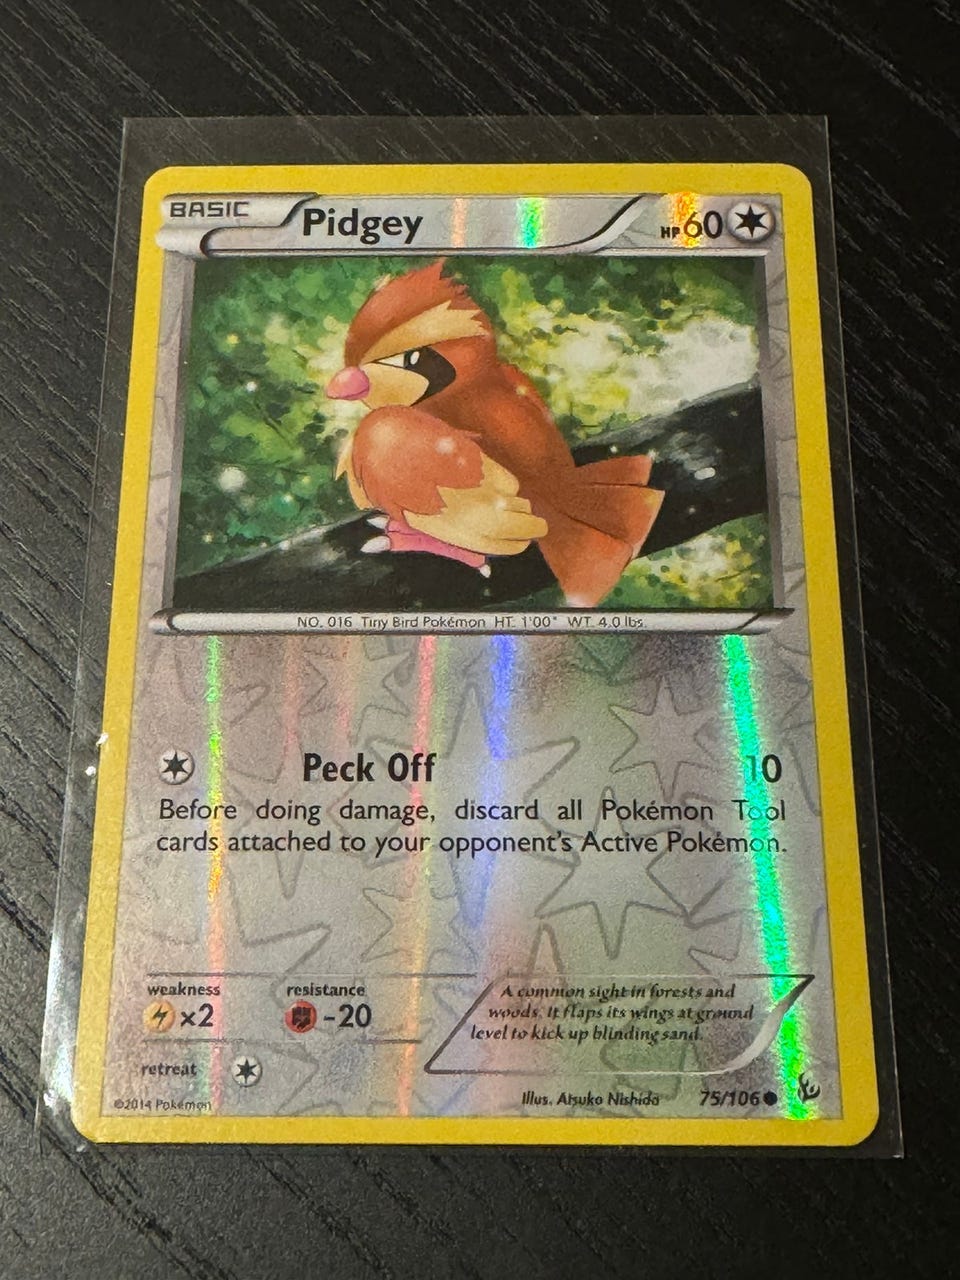 BASIC Pidgey HP 60
NO. 016 Tiny Bird Pokémon HT. 1'00" WT. 4.0 lbs.
Peck Off 10
Before doing damage, discard all Pokémon Tool
cards attached to your opponent's Active Pokémon.
weakness resistance
×2 -20
A common sight in forests and
woods. It flaps its wings at ground
level to kick up blinding sand.
retreat
©2014 Pokémon Illus. Atsuko Nishida 75/106